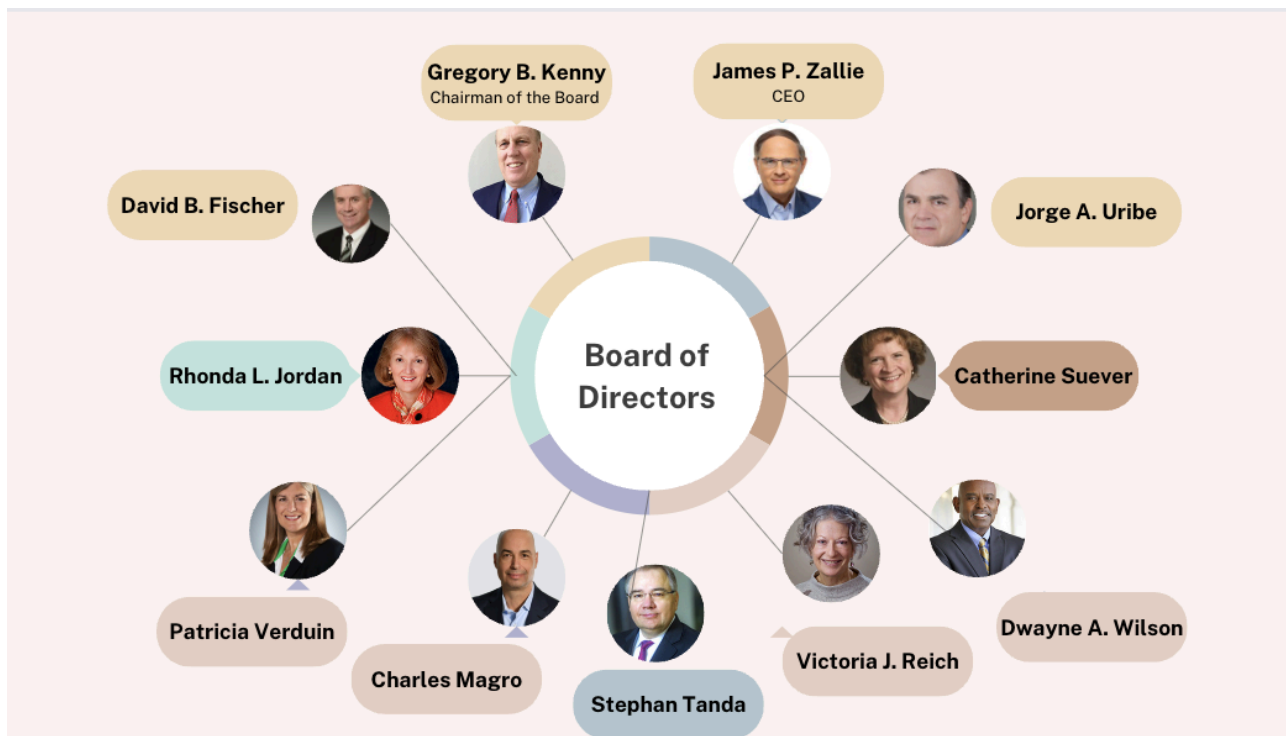 Gregory B. Kenny
Chairman of the Board
James P. Zallie
CEO
David B. Fischer
Jorge A. Uribe
Rhonda L. Jordan
Board of
Directors
Catherine Suever
Patricia Verduin
Charles Magro
Stephan Tanda
Victoria J. Reich
Dwayne A. Wilson